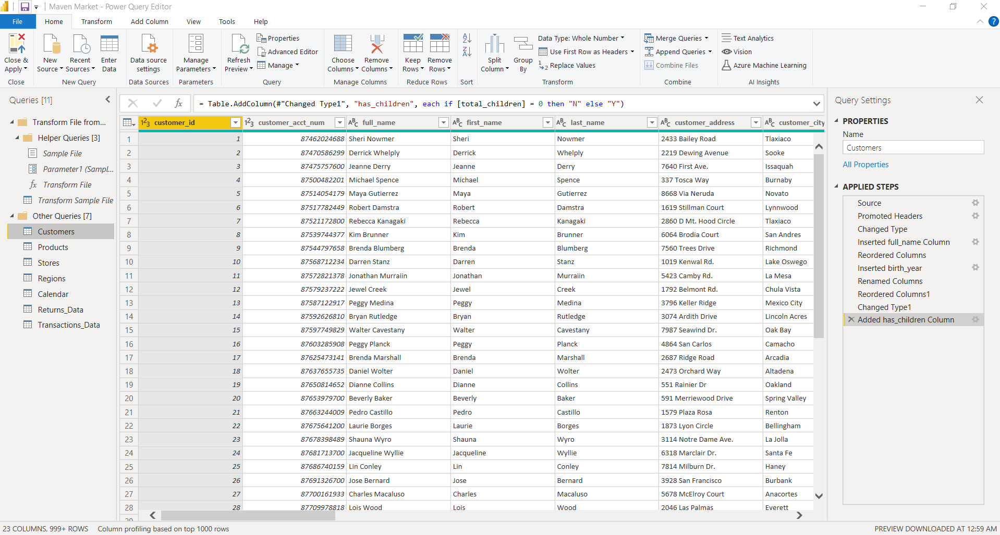 Maven Market - Power Query Editor
File Home Transform Add Column View Tools Help
Close & Apply
Close
New Source
Recent Sources
Enter Data
New Query
Data source settings
Data Sources
Manage Parameters
Parameters
Refresh Preview
Properties
Advanced Editor
Manage
Query
Choose Columns
Remove Columns
Manage Columns
Keep Rows
Remove Rows
Reduce Rows
Sort
Split Column
Group By
Data Type: Whole Number
Use First Row as Headers
Replace Values
Transform
Merge Queries
Append Queries
Combine Files
Combine
Text Analytics
Vision
Azure Machine Learning
AI Insights
Queries [11]
Transform File from...
Helper Queries [3]
Sample File
Parameter1 (Sampl...
Transform File
Transform Sample File
Other Queries [7]
Customers
Products
Stores
Regions
Calendar
Returns_Data
Transactions_Data
fx = Table.AddColumn(#"Changed Type1", "has_children", each if [total_children] = 0 then "N" else "Y")
customer_id customer_acct_num full_name first_name last_name customer_address customer_city
1 1 87462024688 Sheri Nowmer Sheri Nowmer 2433 Bailey Road Tlaxiaco
2 2 87470586299 Derrick Whelply Derrick Whelply 2219 Dewing Avenue Sooke
3 3 87475757600 Jeanne Derry Jeanne Derry 7640 First Ave. Issaquah
4 4 87500482201 Michael Spence Michael Spence 337 Tosca Way Burnaby
5 5 87514054179 Maya Gutierrez Maya Gutierrez 8668 Via Neruda Novato
6 6 87517782449 Robert Damstra Robert Damstra 1619 Stillman Court Lynnwood
7 7 87521172800 Rebecca Kanagaki Rebecca Kanagaki 2860 D Mt. Hood Circle Tlaxiaco
8 8 87539744377 Kim Brunner Kim Brunner 6064 Brodia Court San Andres
9 9 87544797658 Brenda Blumberg Brenda Blumberg 7560 Trees Drive Richmond
10 10 87568712234 Darren Stanz Darren Stanz 1019 Kenwal Rd. Lake Oswego
11 11 87572821378 Jonathan Murraiin Jonathan Murraiin 5423 Camby Rd. La Mesa
12 12 87579237222 Jewel Creek Jewel Creek 1792 Belmont Rd. Chula Vista
13 13 87587122917 Peggy Medina Peggy Medina 3796 Keller Ridge Mexico City
14 14 87592626810 Bryan Rutledge Bryan Rutledge 3074 Ardith Drive Lincoln Acres
15 15 87597749829 Walter Cavestany Walter Cavestany 7987 Seawind Dr. Oak Bay
16 16 87603285908 Peggy Planck Peggy Planck 4864 San Carlos Camacho
17 17 87625473141 Brenda Marshall Brenda Marshall 2687 Ridge Road Arcadia
18 18 87637655735 Daniel Wolter Daniel Wolter 2473 Orchard Way Altadena
19 19 87650814652 Dianne Collins Dianne Collins 551 Rainier Dr Oakland
20 20 87653979700 Beverly Baker Beverly Baker 591 Merriewood Drive Spring Valley
21 21 87663244009 Pedro Castillo Pedro Castillo 1579 Plaza Rosa Renton
22 22 87675641200 Laurie Borges Laurie Borges 1873 Lyon Circle Bellingham
23 23 87678398489 Shauna Wyro Shauna Wyro 3114 Notre Dame Ave. La Jolla
24 24 87681713700 Jacqueline Wyllie Jacqueline Wyllie 6318 Marclair Dr. Santa Fe
25 25 87686740159 Lin Conley Lin Conley 7814 Milburn Dr. Haney
26 26 87691326700 Jose Bernard Jose Bernard 3928 San Francisco Burbank
27 27 87700161933 Charles Macaluso Charles Macaluso 5678 McElroy Court Anacortes
28 28 87709978818 Lois Wood Lois Wood 2046 Las Palmas Everett
Query Settings
PROPERTIES
Name
Customers
All Properties
APPLIED STEPS
Source
Promoted Headers
Changed Type
Inserted full_name Column
Reordered Columns
Inserted birth_year
Renamed Columns
Reordered Columns1
Changed Type1
Added has_children Column
23 COLUMNS, 999+ ROWS Column profiling based on top 1000 rows
PREVIEW DOWNLOADED AT 12:59 AM